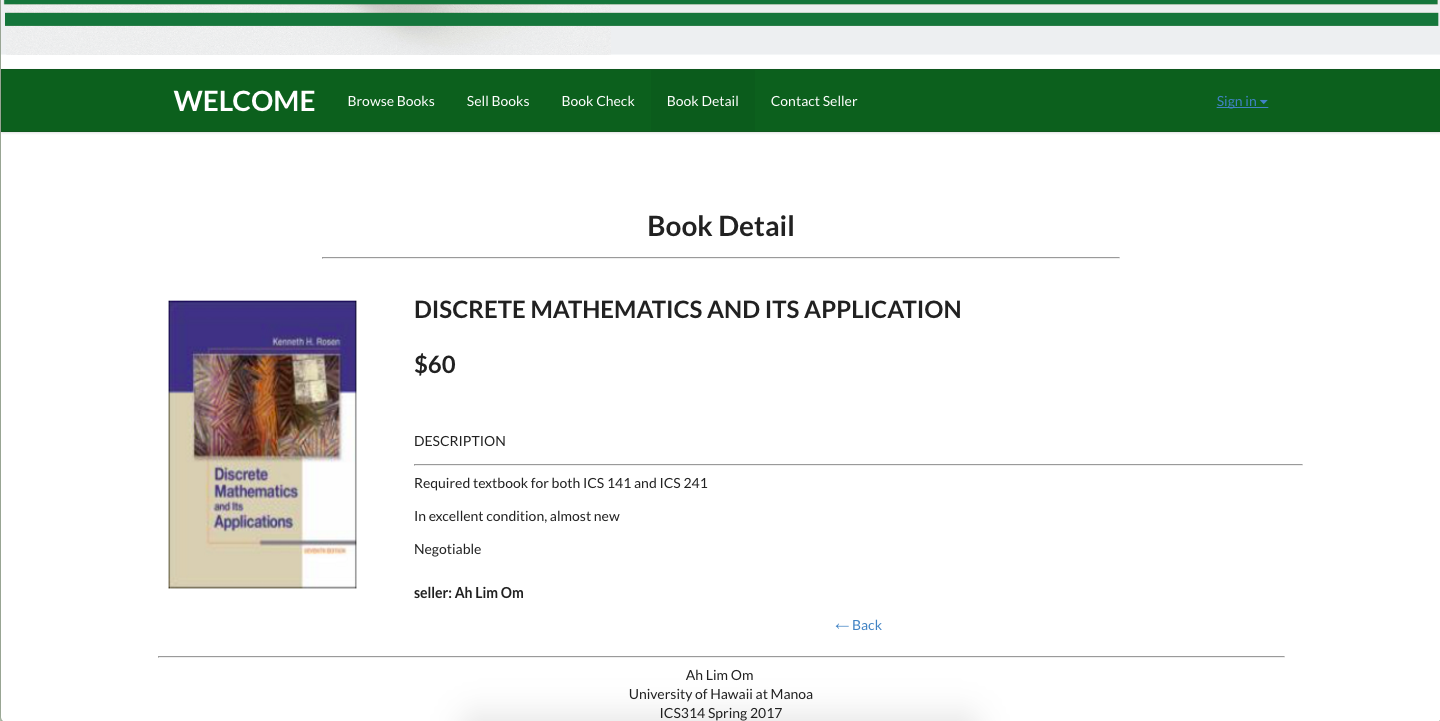 WELCOME Browse Books Sell Books Book Check Book Detail Contact Seller Sign in
Book Detail
DISCRETE MATHEMATICS AND ITS APPLICATION
$60
Kenneth H. Rosen
Discrete
Mathematics
and Its
Applications
SEVENTH EDITION
DESCRIPTION
Required textbook for both ICS 141 and ICS 241
In excellent condition, almost new
Negotiable
seller: Ah Lim Om
← Back
Ah Lim Om
University of Hawaii at Manoa
ICS314 Spring 2017